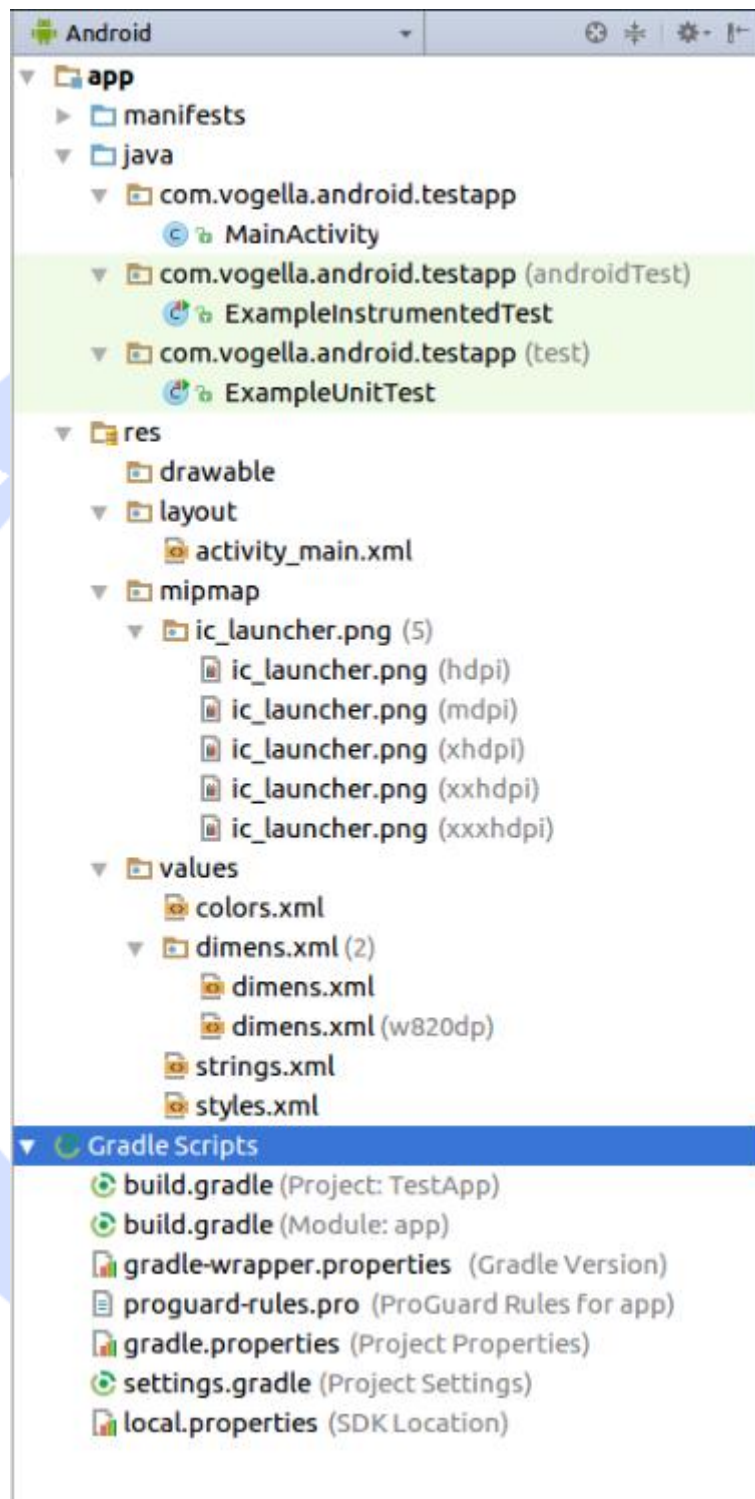 Android
app
manifests
java
com.vogella.android.testapp
MainActivity
com.vogella.android.testapp (androidTest)
ExampleInstrumentedTest
com.vogella.android.testapp (test)
ExampleUnitTest
res
drawable
layout
activity_main.xml
mipmap
ic_launcher.png (5)
ic_launcher.png (hdpi)
ic_launcher.png (mdpi)
ic_launcher.png (xhdpi)
ic_launcher.png (xxhdpi)
ic_launcher.png (xxxhdpi)
values
colors.xml
dimens.xml (2)
dimens.xml
dimens.xml (w820dp)
strings.xml
styles.xml
Gradle Scripts
build.gradle (Project: TestApp)
build.gradle (Module: app)
gradle-wrapper.properties (Gradle Version)
proguard-rules.pro (ProGuard Rules for app)
gradle.properties (Project Properties)
settings.gradle (Project Settings)
local.properties (SDK Location)